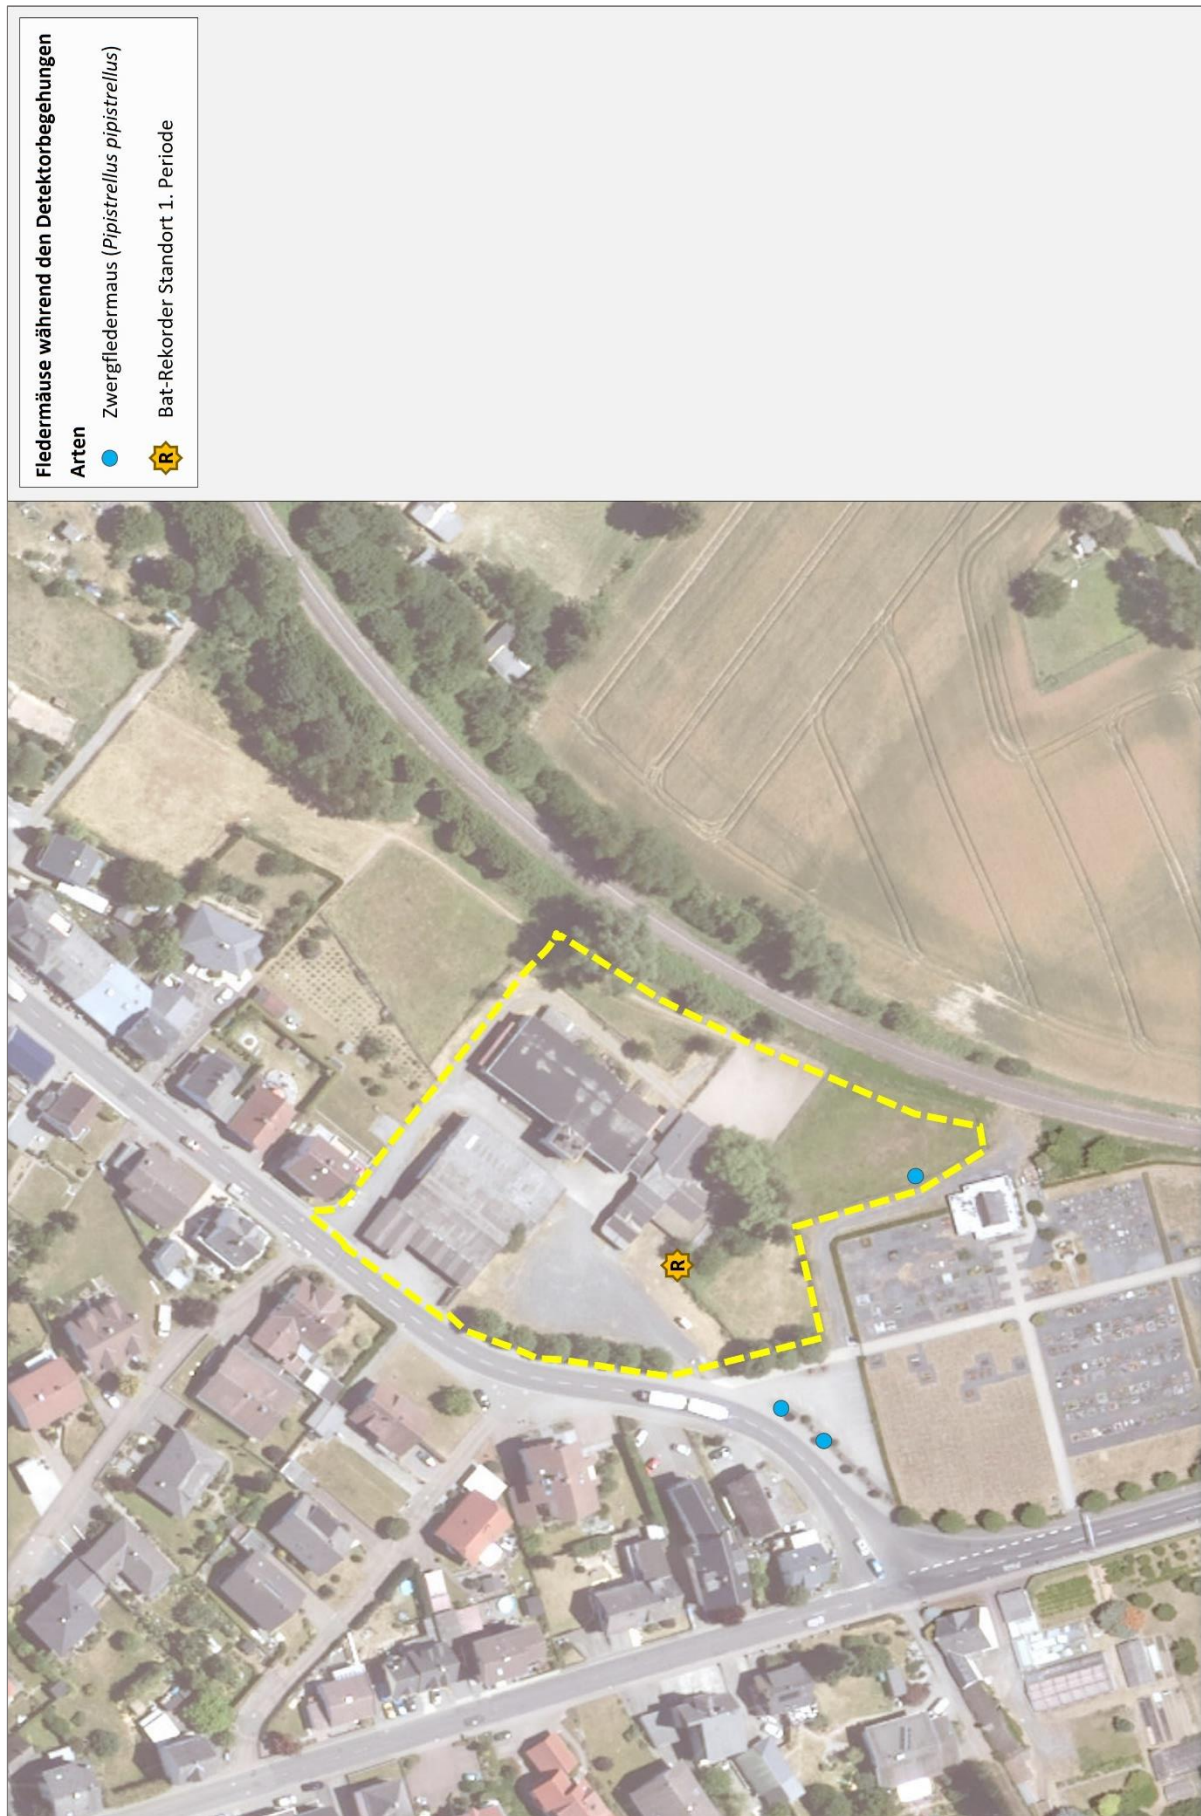 Fledermäuse während den Detektorbegehungen
Arten
Zwergfledermaus (Pipistrellus pipistrellus)
R Bat-Rekorder Standort 1. Periode
R